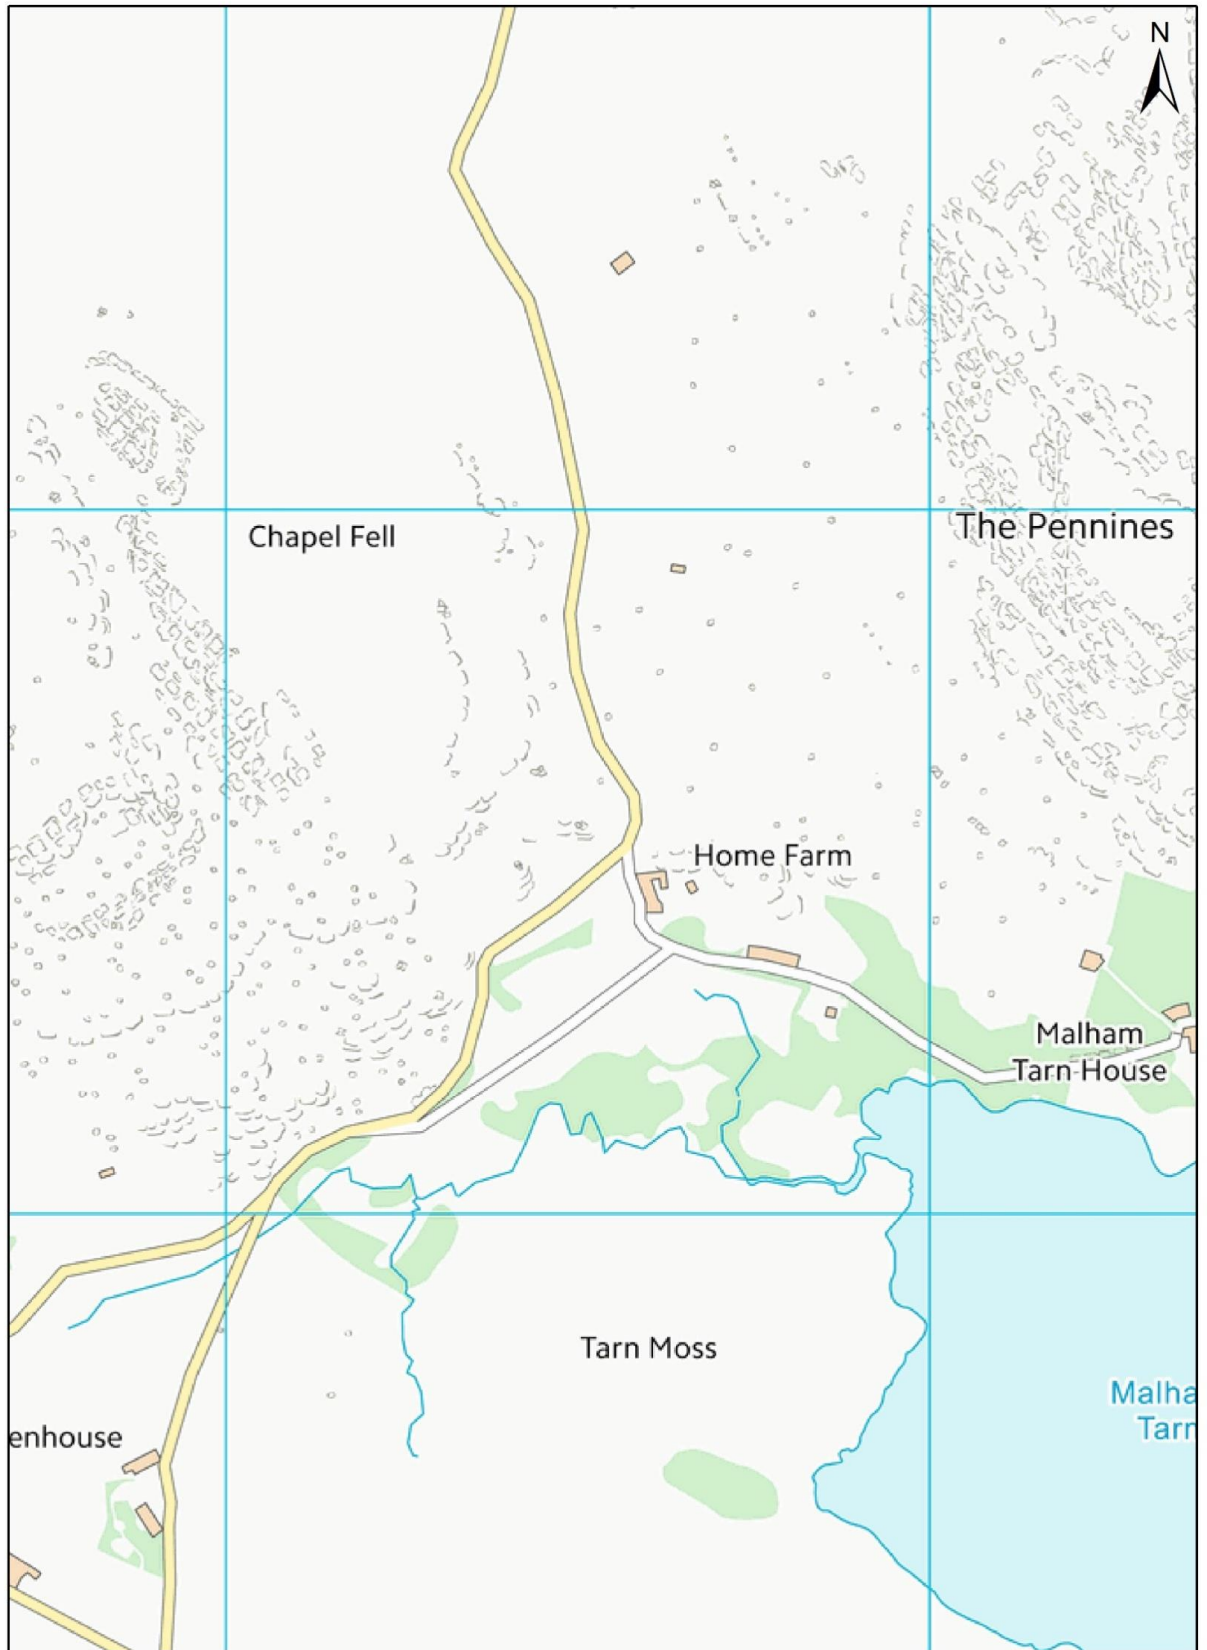 N
Chapel Fell
The Pennines
Home Farm
Malham
Tarn House
Tarn Moss
Malha
Tarn
enhouse